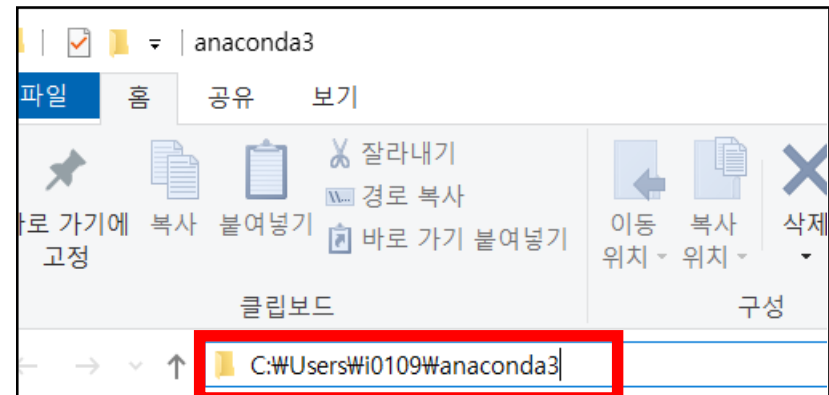 anaconda3
파일 홈 공유 보기
잘라내기
경로 복사
바로 가기 붙여넣기
로 가기에 고정
복사
붙여넣기
이동 위치
복사 위치
삭제
클립보드
구성
C:₩Users₩i0109₩anaconda3